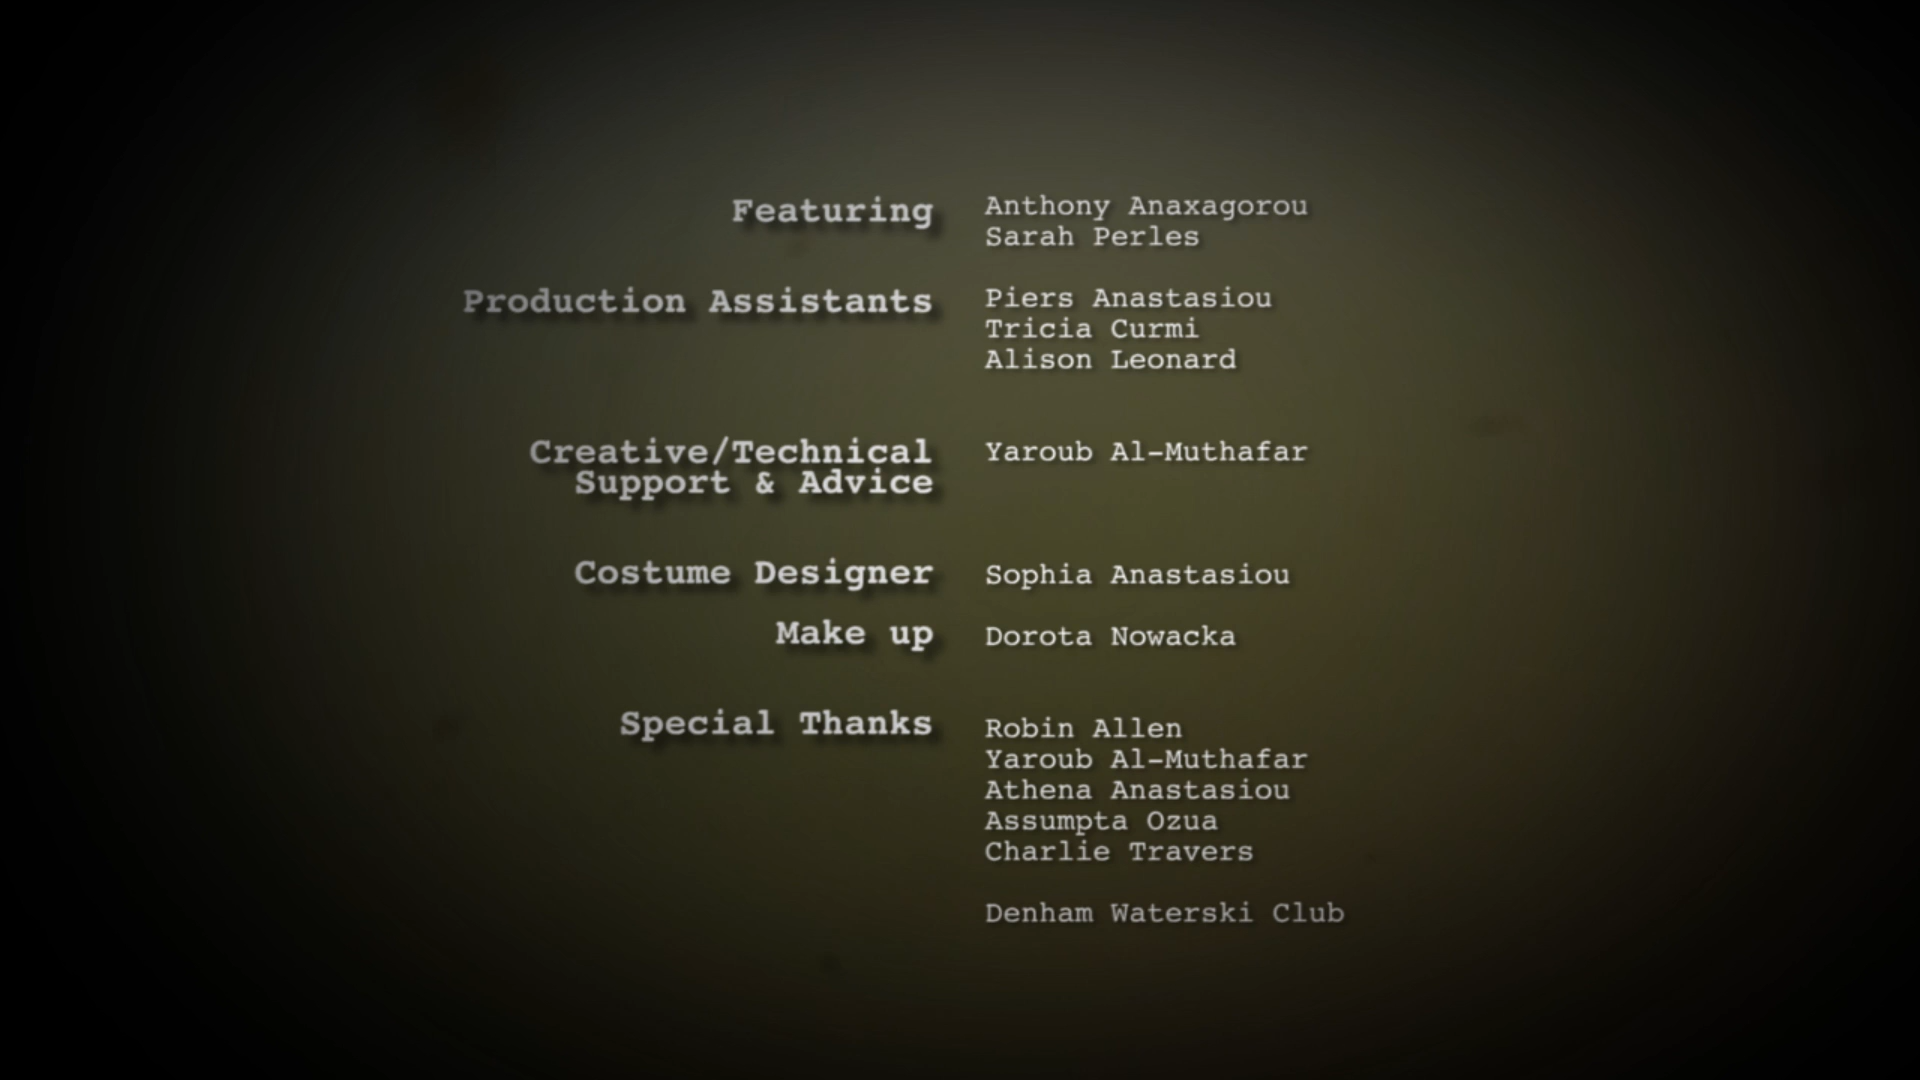 Featuring Anthony Anaxagorou
Sarah Perles
Production Assistants Piers Anastasiou
Tricia Curmi
Alison Leonard
Creative/Technical Yaroub Al-Muthafar
Support & Advice
Costume Designer Sophia Anastasiou
Make up Dorota Nowacka
Special Thanks Robin Allen
Yaroub Al-Muthafar
Athena Anastasiou
Assumpta Ozua
Charlie Travers
Denham Waterski Club